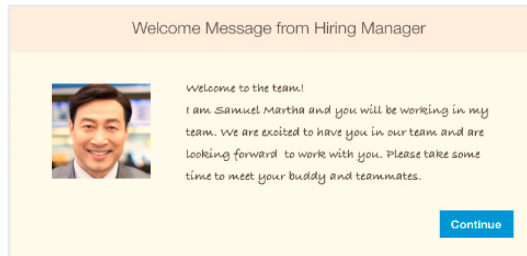 Welcome Message from Hiring Manager
Welcome to the team!
I am Samuel Martha and you will be working in my
team. We are excited to have you in our team and are
looking forward to work with you. Please take some
time to meet your buddy and teammates.
Continue